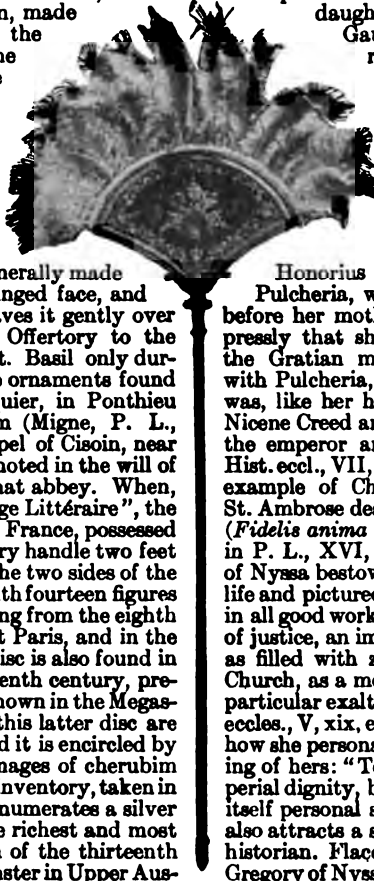 n, made
the
ne
e
nerally made
nged face, and
ves it gently over
Offertory to the
t. Basil only dur-
o ornaments found
uier, in Ponthieu
m (Migne, P. L.,
pel of Cisoin, near
noted in the will of
hat abbey. When,
ge Littéraire", the
France, possessed
ry handle two feet
he two sides of the
th fourteen figures
ng from the eighth
t Paris, and in the
isc is also found in
eenth century, pre-
nown in the Megas-
this latter disc are
d it is encircled by
nages of cherubim
inventory, taken in
numerates a silver
e richest and most
n of the thirteenth
aster in Upper Aus-
daugh
Gau
Honorius
Pulcheria, w
before her moth
pressly that sh
the Gratian m
with Pulcheria,
was, like her h
Nicene Creed an
the emperor an
Hist. eccl., VII,
example of Ch
St. Ambrose des
(Fidelis anima
in P. L., XVI,
of Nyssa bestow
life and pictured
in all good work
of justice, an im
as filled with z
Church, as a mo
particular exalt
eccles., V, xix, e
how she persona
ing of hers: "To
perial dignity, b
itself personal s
also attracts a s
historian. Flacc
Gregory of Nyss